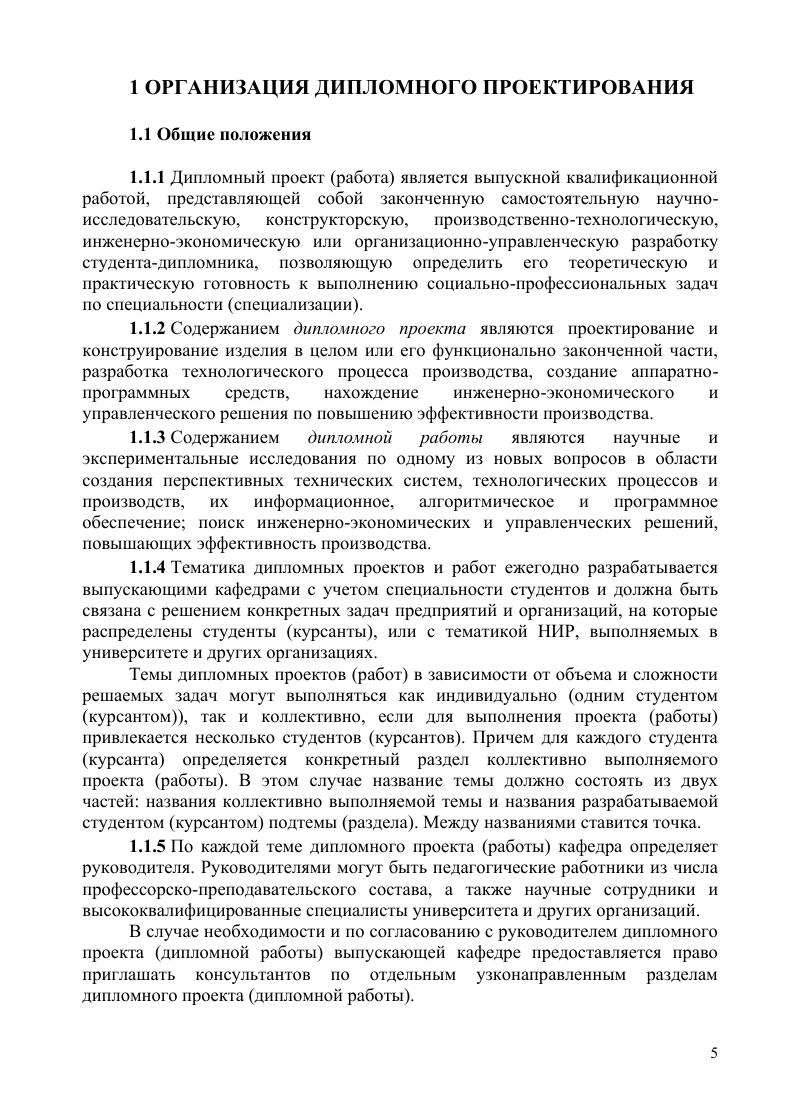 1 ОРГАНИЗАЦИЯ ДИПЛОМНОГО ПРОЕКТИРОВАНИЯ
1.1 Общие положения
1.1.1 Дипломный проект (работа) является выпускной квалификационной
работой, представляющей собой законченную самостоятельную научно-
исследовательскую, конструкторскую, производственно-технологическую,
инженерно-экономическую или организационно-управленческую разработку
студента-дипломника, позволяющую определить его теоретическую и
практическую готовность к выполнению социально-профессиональных задач
по специальности (специализации).
1.1.2 Содержанием дипломного проекта являются проектирование и
конструирование изделия в целом или его функционально законченной части,
разработка технологического процесса производства, создание аппаратно-
программных средств, нахождение инженерно-экономического и
управленческого решения по повышению эффективности производства.
1.1.3 Содержанием дипломной работы являются научные и
экспериментальные исследования по одному из новых вопросов в области
создания перспективных технических систем, технологических процессов и
производств, их информационное, алгоритмическое и программное
обеспечение; поиск инженерно-экономических и управленческих решений,
повышающих эффективность производства.
1.1.4 Тематика дипломных проектов и работ ежегодно разрабатывается
выпускающими кафедрами с учетом специальности студентов и должна быть
связана с решением конкретных задач предприятий и организаций, на которые
распределены студенты (курсанты), или с тематикой НИР, выполняемых в
университете и других организациях.
Темы дипломных проектов (работ) в зависимости от объема и сложности
решаемых задач могут выполняться как индивидуально (одним студентом
(курсантом)), так и коллективно, если для выполнения проекта (работы)
привлекается несколько студентов (курсантов). Причем для каждого студента
(курсанта) определяется конкретный раздел коллективно выполняемого
проекта (работы). В этом случае название темы должно состоять из двух
частей: названия коллективно выполняемой темы и названия разрабатываемой
студентом (курсантом) подтемы (раздела). Между названиями ставится точка.
1.1.5 По каждой теме дипломного проекта (работы) кафедра определяет
руководителя. Руководителями могут быть педагогические работники из числа
профессорско-преподавательского состава, а также научные сотрудники и
высококвалифицированные специалисты университета и других организаций.
В случае необходимости и по согласованию с руководителем дипломного
проекта (дипломной работы) выпускающей кафедре предоставляется право
приглашать консультантов по отдельным узконаправленным разделам
дипломного проекта (дипломной работы).
5